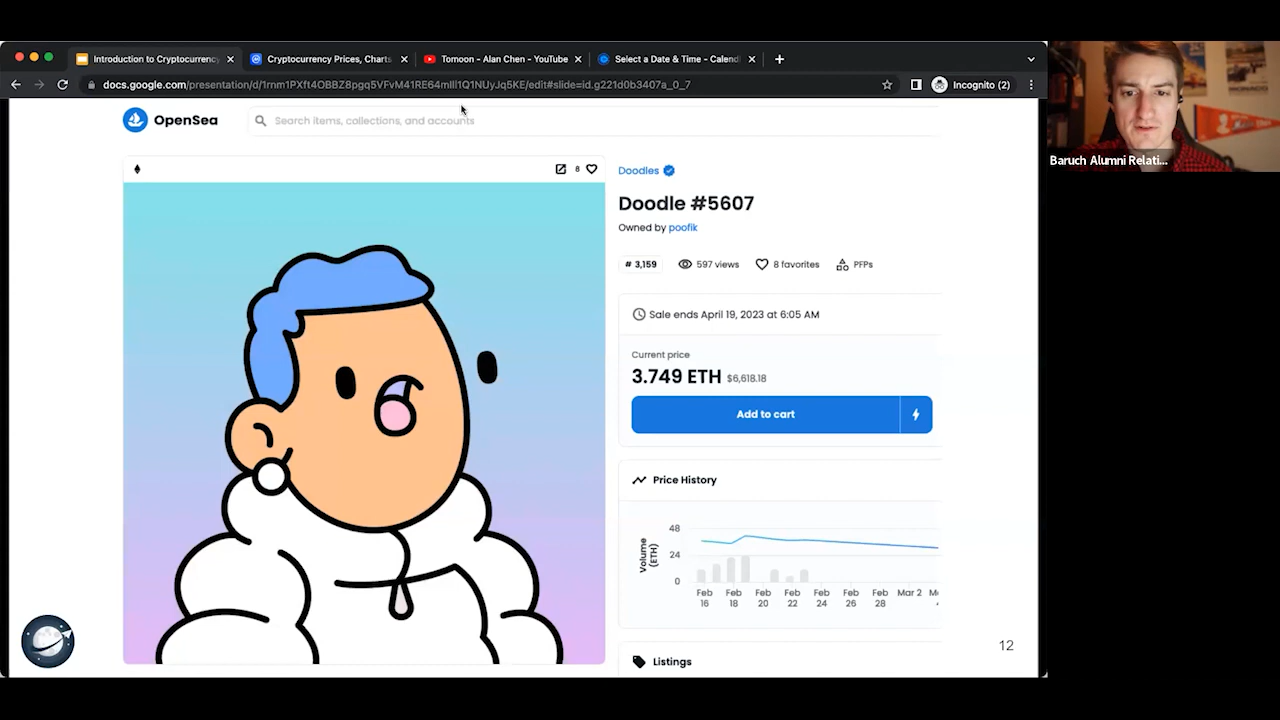 Introduction to Cryptocurrency
Cryptocurrency Prices, Charts
Tomoon - Alan Chen - YouTube
Select a Date & Time - Calend
docs.google.com/presentation/d/1rnm1PXft4OBBZ8pgq5VFvM41RE64mIll1Q1NUyJq5KE/edit#slide=id.g221d0b3407a_0_7
Incognito (2)
Baruch Alumni Relati...
OpenSea
Search items, collections, and accounts
8
Doodles
Doodle #5607
Owned by poofik
# 3,159
597 views
8 favorites
PFPs
Sale ends April 19, 2023 at 6:05 AM
Current price
3.749 ETH $6,618.18
Add to cart
Price History
Volume (ETH)
48
24
0
Feb 16
Feb 18
Feb 20
Feb 22
Feb 24
Feb 26
Feb 28
Mar 2
Listings
12